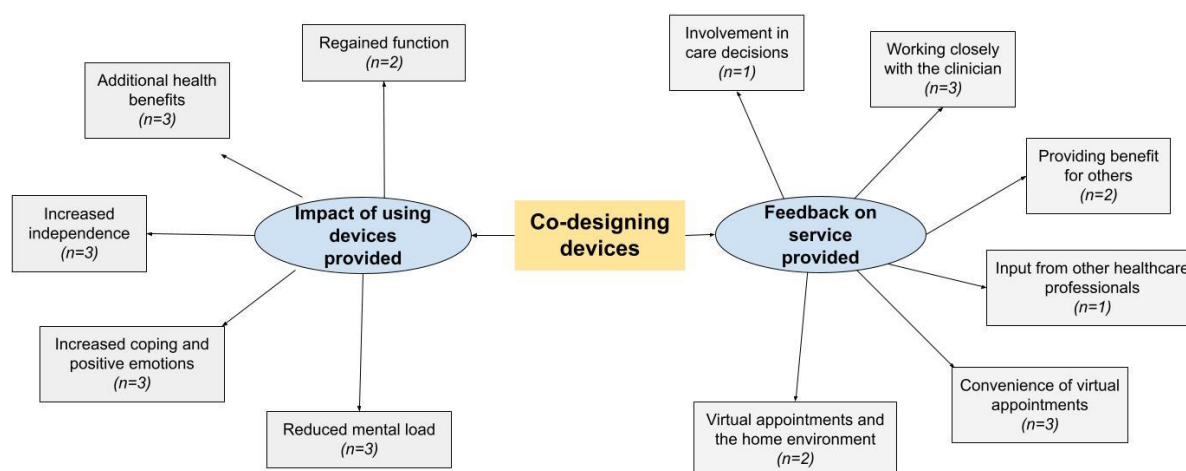 Regained function
(n=2)
Additional health
benefits
(n=3)
Increased
independence
(n=3)
Increased coping and
positive emotions
(n=3)
Reduced mental load
(n=3)
Impact of using
devices
provided
Co-designing
devices
Feedback on
service
provided
Involvement in
care decisions
(n=1)
Working closely
with the clinician
(n=3)
Providing benefit
for others
(n=2)
Input from other healthcare
professionals
(n=1)
Convenience of virtual
appointments
(n=3)
Virtual appointments and
the home environment
(n=2)